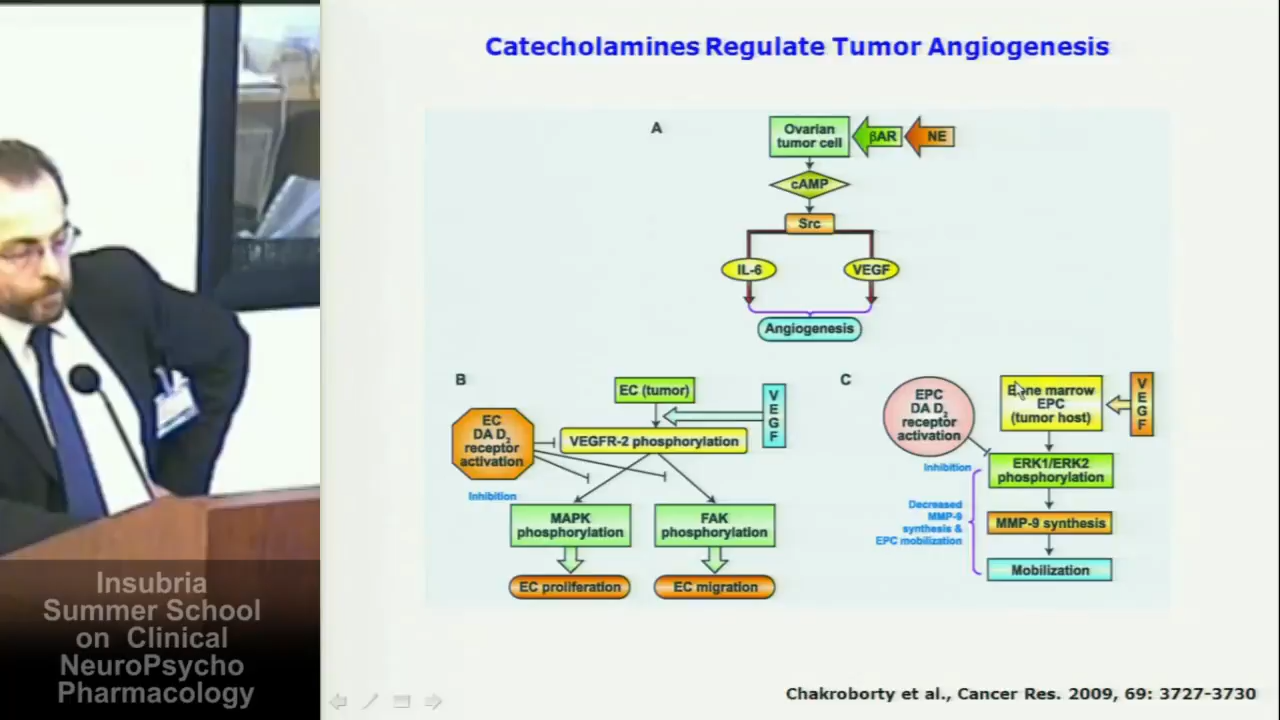 Catecholamines Regulate Tumor Angiogenesis
A
Ovarian
tumor cell
βAR
NE
cAMP
Src
IL-6
VEGF
Angiogenesis
B
EC (tumor)
V
E
G
F
EC
DA D₂
receptor
activation
VEGFR-2 phosphorylation
Inhibition
MAPK
phosphorylation
FAK
phosphorylation
EC proliferation
EC migration
C
EPC
DA D₂
receptor
activation
Bone marrow
EPC
(tumor host)
V
E
G
F
Inhibition
ERK1/ERK2
phosphorylation
Decreased
MMP-9
synthesis &
EPC mobilization
MMP-9 synthesis
Mobilization
Insubria
Summer School
on Clinical
NeuroPsycho
Pharmacology
Chakroborty et al., Cancer Res. 2009, 69: 3727-3730